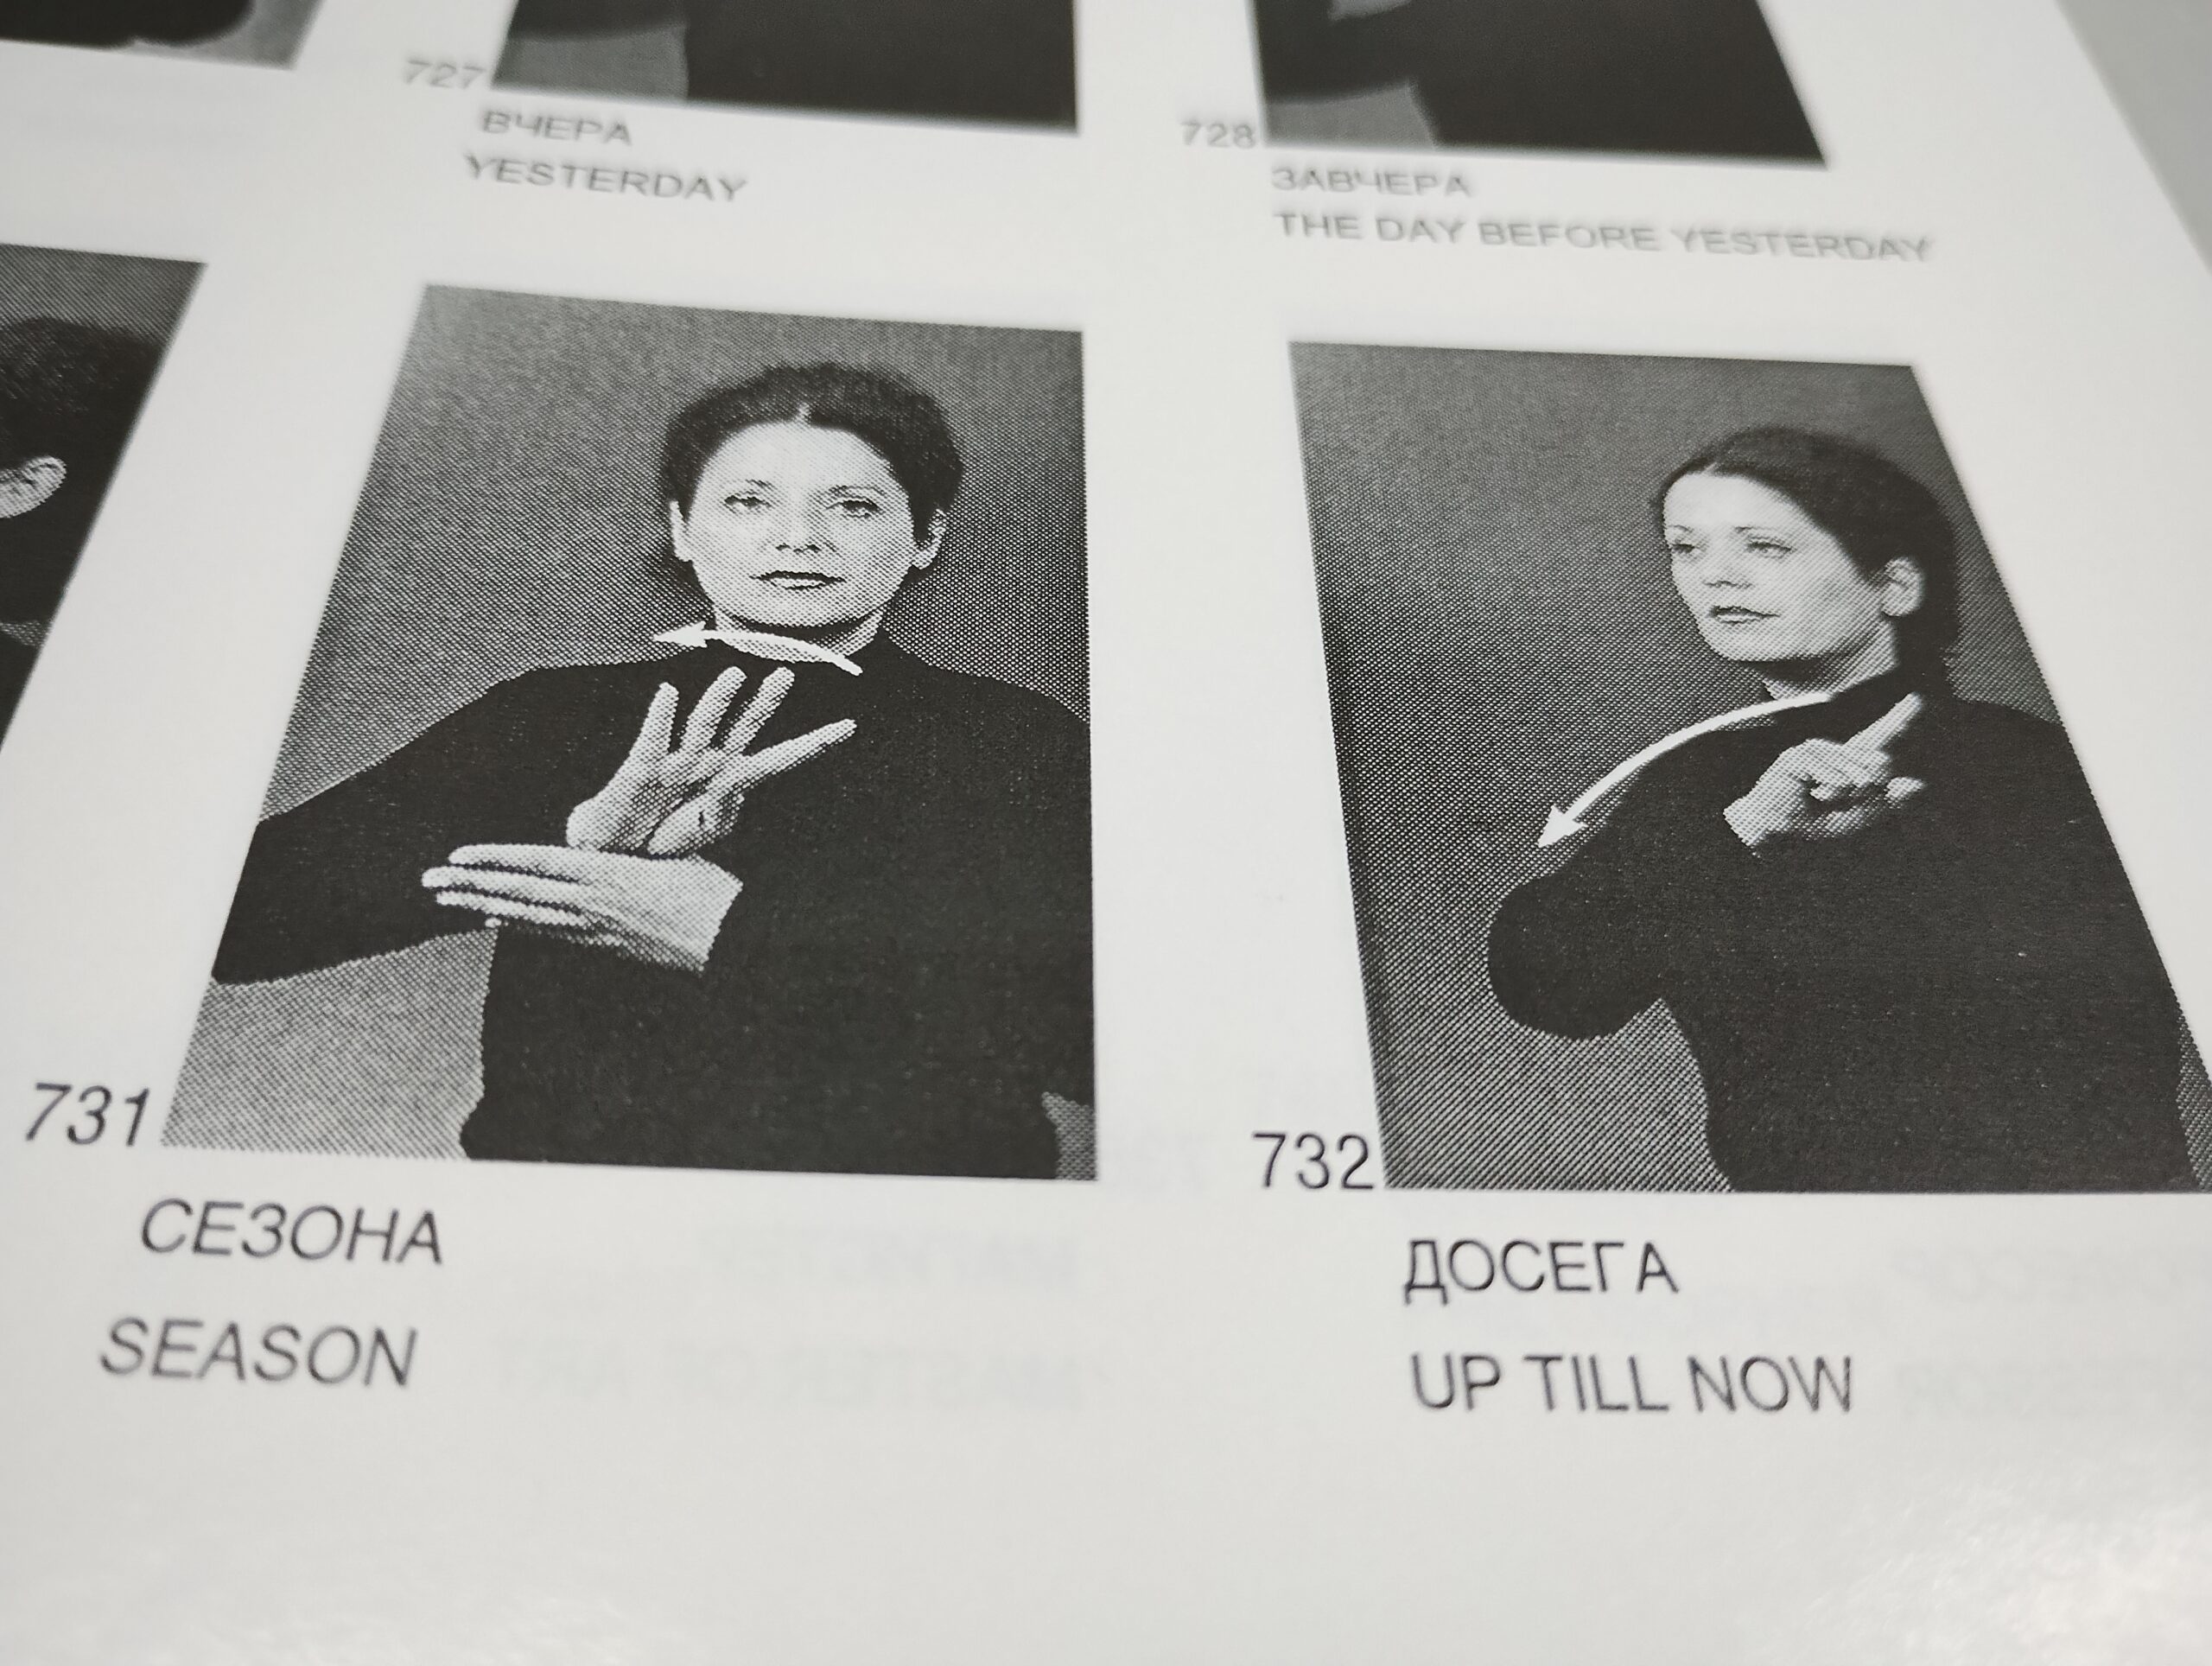 727
ВЧЕРА
YESTERDAY
728
ЗАВЧЕРА
THE DAY BEFORE YESTERDAY
731
СЕЗОНА
SEASON
732
ДОСЕГА
UP TILL NOW